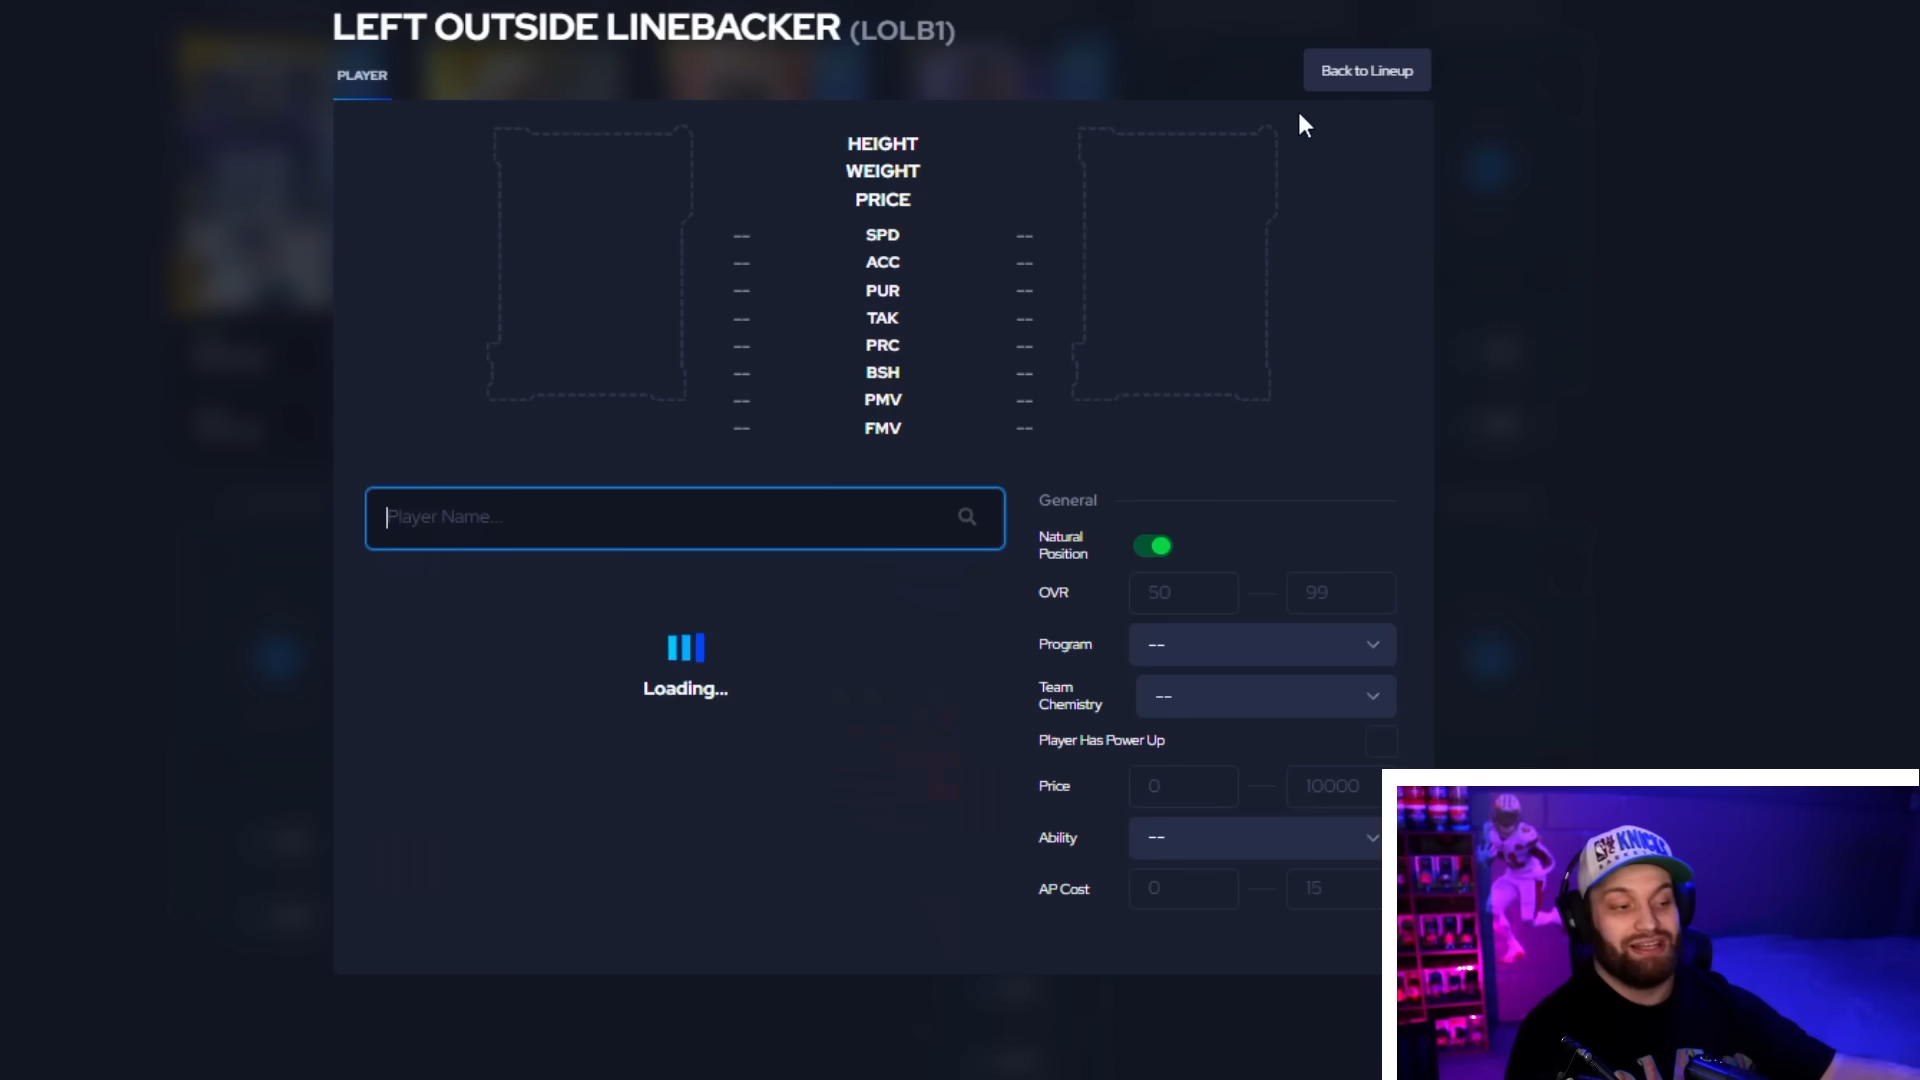 LEFT OUTSIDE LINEBACKER (LOLB1)
PLAYER
Back to Lineup
HEIGHT
WEIGHT
PRICE
-- SPD --
-- ACC --
-- PUR --
-- TAK --
-- PRC --
-- BSH --
-- PMV --
-- FMV --
Player Name...
Loading...
General
Natural
Position
OVR 50 99
Program --
Team
Chemistry --
Player Has Power Up
Price 0 10000
Ability --
AP Cost 0 15
KNICKS